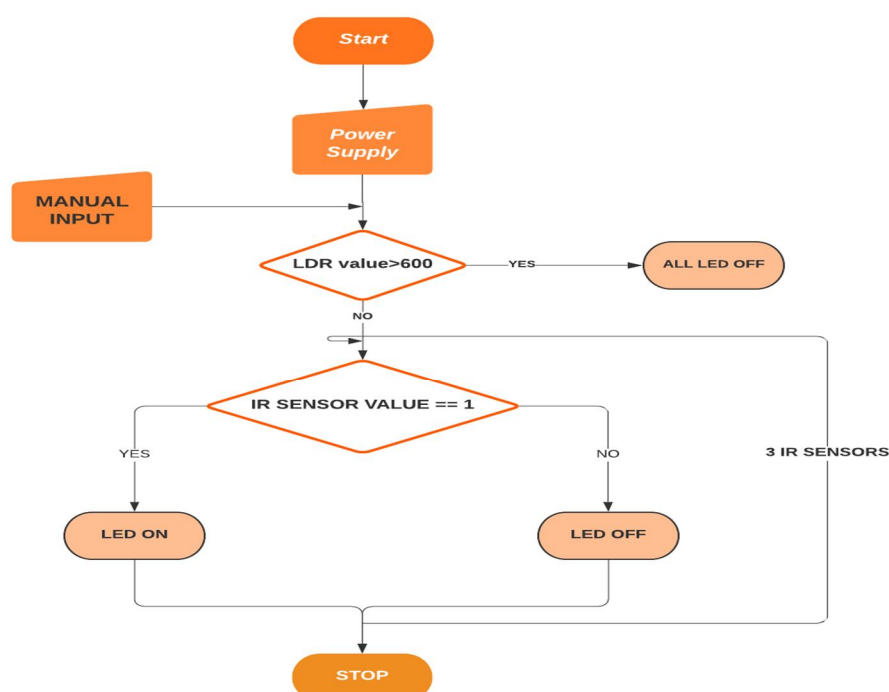 Start
Power
Supply
MANUAL
INPUT
LDR value>600
YES
ALL LED OFF
NO
IR SENSOR VALUE == 1
YES
NO
3 IR SENSORS
LED ON
LED OFF
STOP